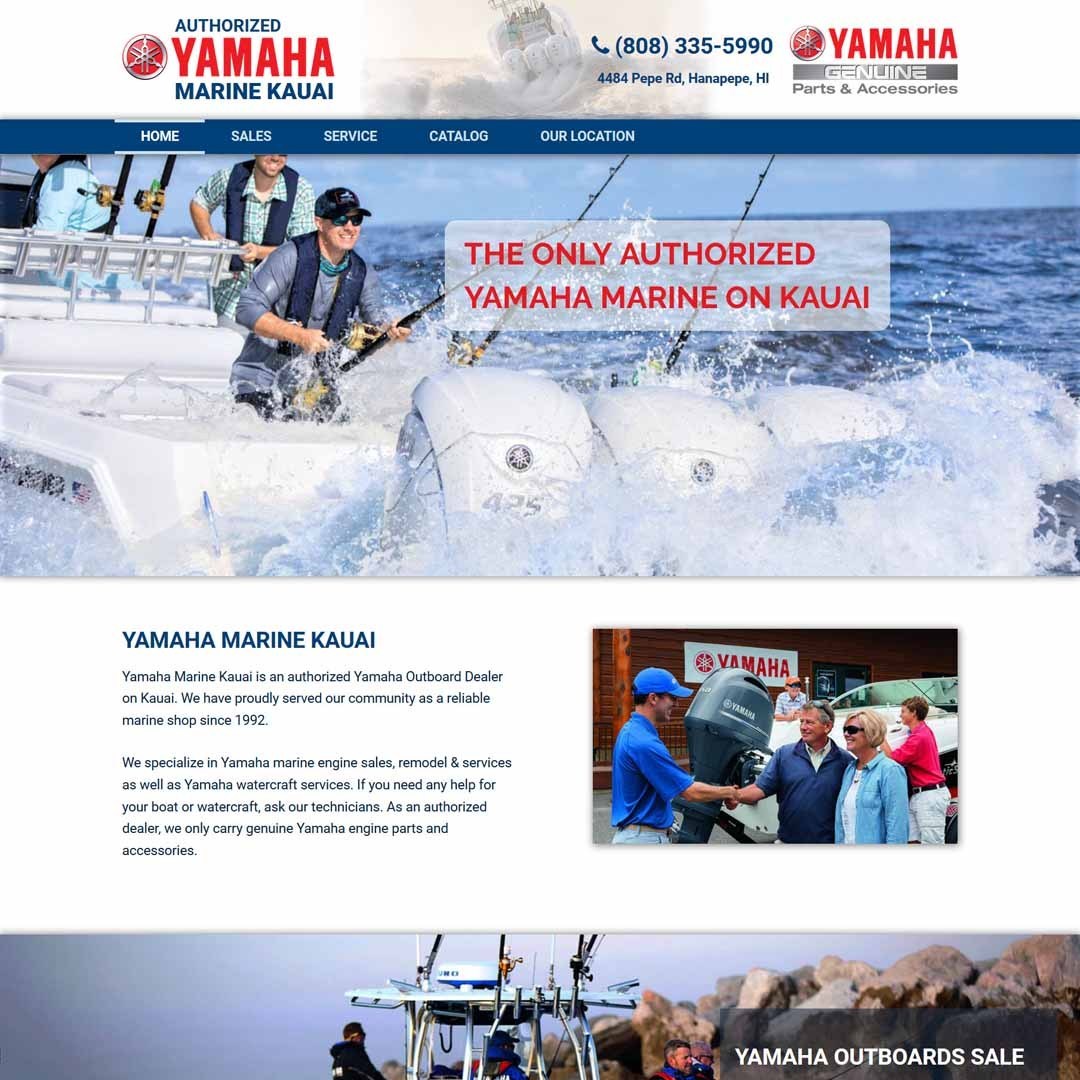 AUTHORIZED
YAMAHA
MARINE KAUAI
(808) 335-5990
4484 Pepe Rd, Hanapepe, HI
YAMAHA
GENUINE
Parts & Accessories
HOME SALES SERVICE CATALOG OUR LOCATION
THE ONLY AUTHORIZED
YAMAHA MARINE ON KAUAI
425
YAMAHA MARINE KAUAI
Yamaha Marine Kauai is an authorized Yamaha Outboard Dealer
on Kauai. We have proudly served our community as a reliable
marine shop since 1992.
We specialize in Yamaha marine engine sales, remodel & services
as well as Yamaha watercraft services. If you need any help for
your boat or watercraft, ask our technicians. As an authorized
dealer, we only carry genuine Yamaha engine parts and
accessories.
YAMAHA
YAMAHA
YAMAHA OUTBOARDS SALE